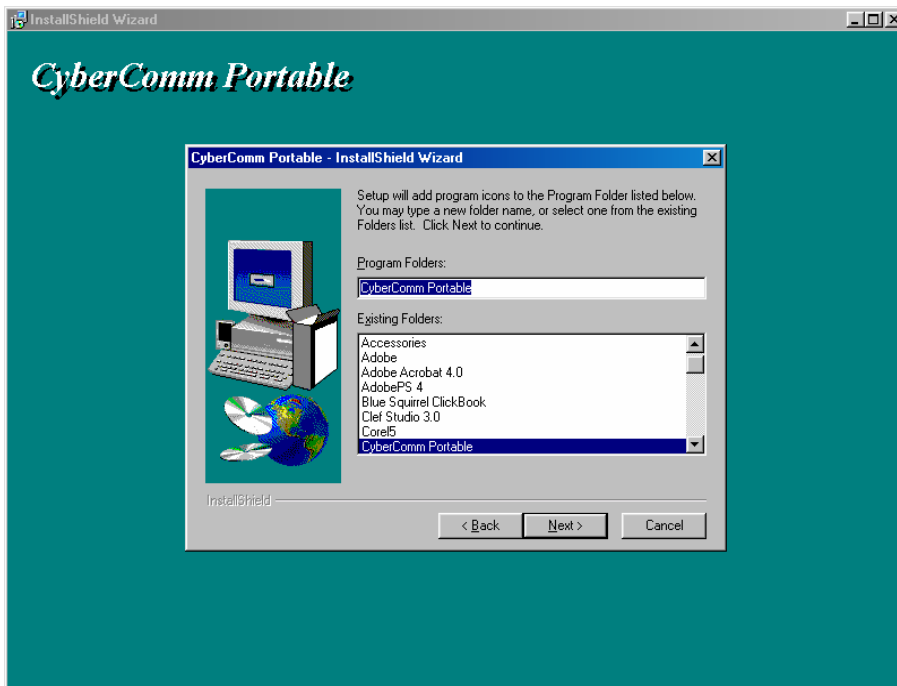 InstallShield Wizard
CyberComm Portable
CyberComm Portable - InstallShield Wizard
Setup will add program icons to the Program Folder listed below.
You may type a new folder name, or select one from the existing
Folders list. Click Next to continue.
Program Folders:
CyberComm Portable
Existing Folders:
Accessories
Adobe
Adobe Acrobat 4.0
AdobePS 4
Blue Squirrel ClickBook
Clef Studio 3.0
Corel5
CyberComm Portable
InstallShield
< Back Next > Cancel